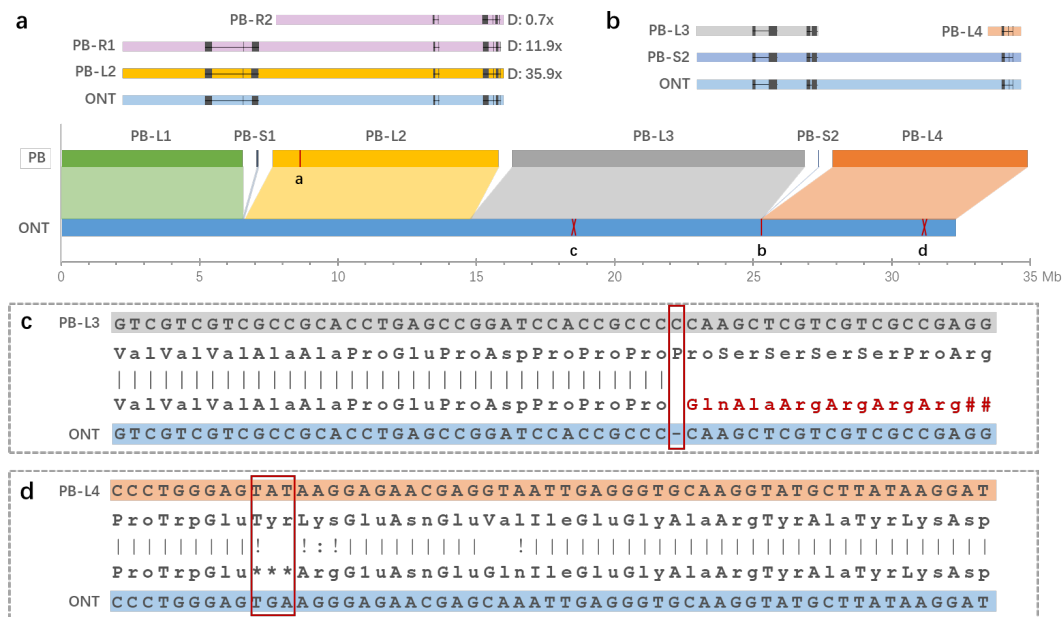 a
PB-R2 D: 0.7x
PB-R1 D: 11.9x
PB-L2 D: 35.9x
ONT
b
PB-L3 PB-L4
PB-S2
ONT
PB-L1 PB-S1 PB-L2 PB-L3 PB-S2 PB-L4
PB
a
ONT
c b d
0 5 10 15 20 25 30 35 Mb
c
PB-L3 GTCGTCGTCGCCGCACCTGAGCCGGATCCACCGCCCCCAAGCTCGTCGTCGCCGAGG
ValValValAlaAlaProGluProAspProProProProSerSerSerSerProArg
||||||||||||||||||||||||||||||||||||
ValValValAlaAlaProGluProAspProProPro GlnAlaArgArgArgArg##
ONT GTCGTCGTCGCCGCACCTGAGCCGGATCCACCGCCC-CAAGCTCGTCGTCGCCGAGG
d
PB-L4 CCCTGGGAGTATAAGGAGAACGAGGTAATTGAGGGTGCAAGGTATGCTTATAAGGAT
ProTrpGluTyrLysGluAsnGluValIleGluGlyAlaArgTyrAlaTyrLysAsp
|||||||||!  !:!|||||||||  !||||||||||||||||||||||||||||||
ProTrpGlu***ArgG1uAsnGluGlnIleGluGlyAlaArgTyrAlaTyrLysAsp
ONT CCCTGGGAGTGAAGGGAGAACGAGCAAATTGAGGGTGCAAGGTATGCTTATAAGGAT